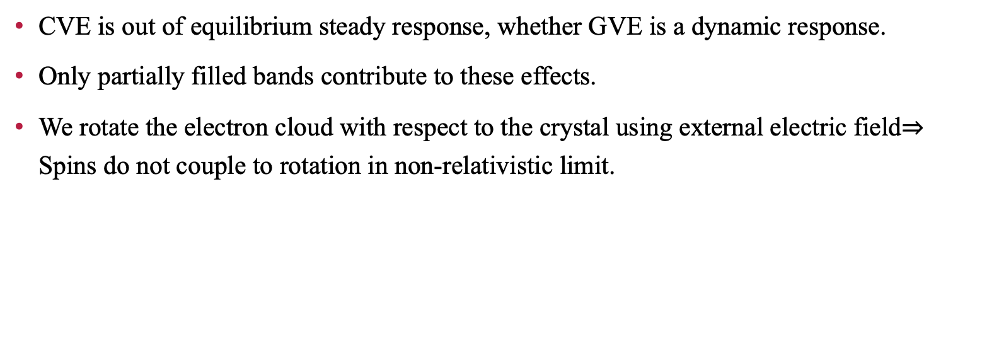 • CVE is out of equilibrium steady response, whether GVE is a dynamic response.
• Only partially filled bands contribute to these effects.
• We rotate the electron cloud with respect to the crystal using external electric field⇒
Spins do not couple to rotation in non-relativistic limit.